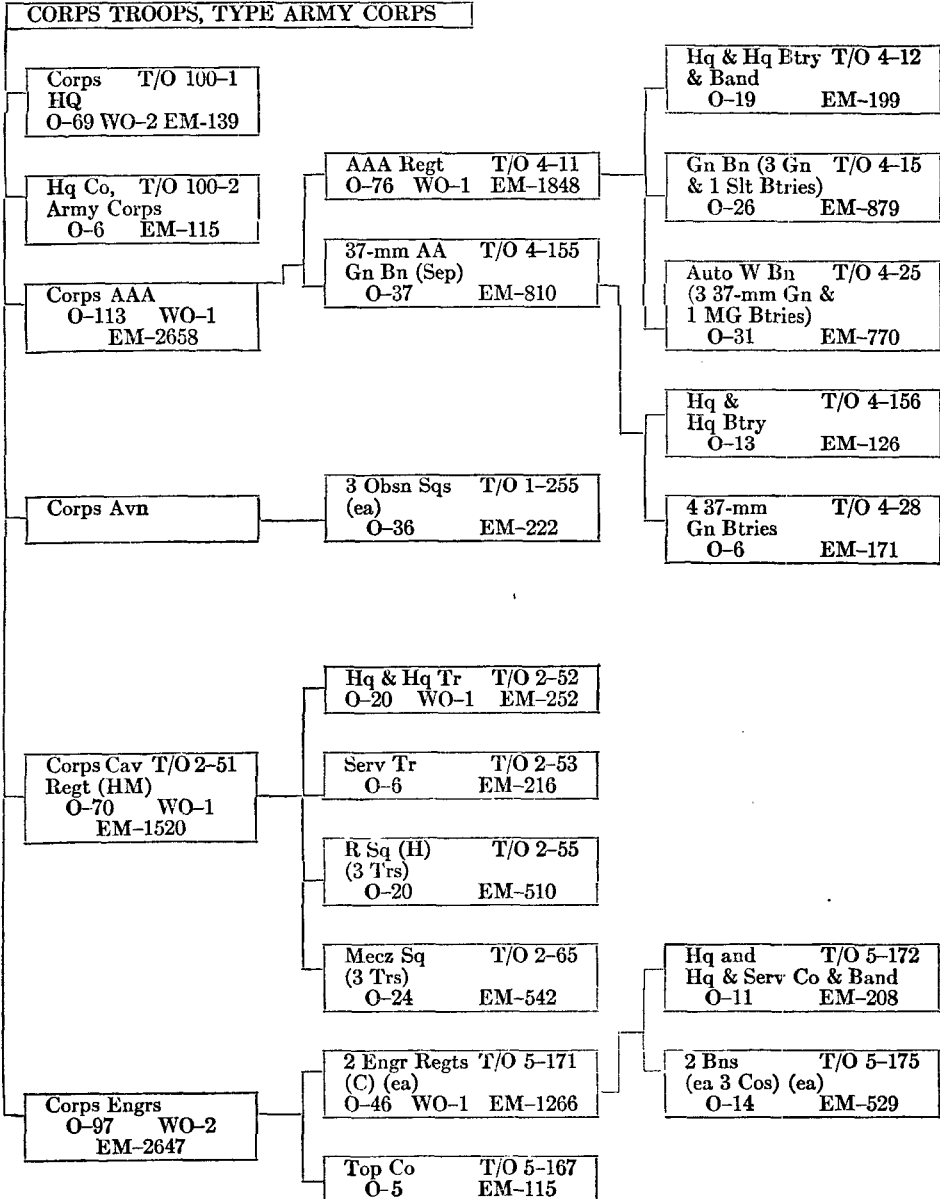 CORPS TROOPS, TYPE ARMY CORPS
Corps T/O 100-1
HQ
O-69 WO-2 EM-139
Hq Co, T/O 100-2
Army Corps
O-6 EM-115
Corps AAA
O-113 WO-1
EM-2658
AAA Regt T/O 4-11
O-76 WO-1 EM-1848
37-mm AA T/O 4-155
Gn Bn (Sep)
O-37 EM-810
Hq & Hq Btry T/O 4-12
& Band
O-19 EM-199
Gn Bn (3 Gn T/O 4-15
& 1 Slt Btries)
O-26 EM-879
Auto W Bn T/O 4-25
(3 37-mm Gn &
1 MG Btries)
O-31 EM-770
Hq & T/O 4-156
Hq Btry
O-13 EM-126
4 37-mm T/O 4-28
Gn Btries
O-6 EM-171
Corps Avn
3 Obsn Sqs T/O 1-255
(ea)
O-36 EM-222
Corps Cav T/O 2-51
Regt (HM)
O-70 WO-1
EM-1520
Hq & Hq Tr T/O 2-52
O-20 WO-1 EM-252
Serv Tr T/O 2-53
O-6 EM-216
R Sq (H) T/O 2-55
(3 Trs)
O-20 EM-510
Mecz Sq T/O 2-65
(3 Trs)
O-24 EM-542
Corps Engrs
O-97 WO-2
EM-2647
2 Engr Regts T/O 5-171
(C) (ea)
O-46 WO-1 EM-1266
Top Co T/O 5-167
O-5 EM-115
Hq and T/O 5-172
Hq & Serv Co & Band
O-11 EM-208
2 Bns T/O 5-175
(ea 3 Cos) (ea)
O-14 EM-529